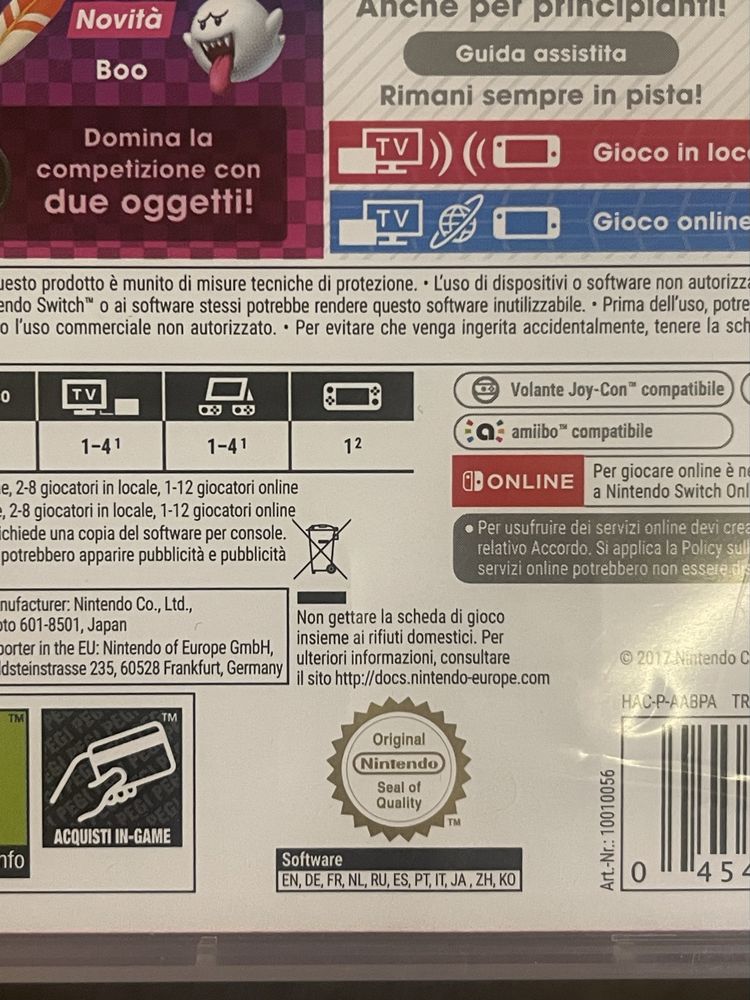 Novità
Boo
Domina la
competizione con
due oggetti!
Anche per principianti!
Guida assistita
Rimani sempre in pista!
TV
Gioco in loc
TV
Gioco online
uesto prodotto è munito di misure tecniche di protezione. • L'uso di dispositivi o software non autorizza
endo Switch™ o ai software stessi potrebbe rendere questo software inutilizzabile. • Prima dell'uso, potre
o l'uso commerciale non autorizzato. • Per evitare che venga ingerita accidentalmente, tenere la sch
o TV
1-4¹ 1-4¹ 1²
Volante Joy-Con™ compatibile
amiibo™ compatibile
ONLINE
Per giocare online è ne
a Nintendo Switch Onl
• Per usufruire dei servizi online devi crea
relativo Accordo. Si applica la Policy sull
servizi online potrebbero non essere dis
e, 2-8 giocatori in locale, 1-12 giocatori online
e, 2-8 giocatori in locale, 1-12 giocatori online
ichiede una copia del software per console.
potrebbero apparire pubblicità e pubblicità
nufacturer: Nintendo Co., Ltd.,
oto 601-8501, Japan
porter in the EU: Nintendo of Europe GmbH,
ldsteinstrasse 235, 60528 Frankfurt, Germany
Non gettare la scheda di gioco
insieme ai rifiuti domestici. Per
ulteriori informazioni, consultare
il sito http://docs.nintendo-europe.com
© 2017 Nintendo C
HAC-P-AABPA TR
TM
nfo
TM
ACQUISTI IN-GAME
Original
Nintendo
Seal of
Quality
TM
Software
EN, DE, FR, NL, RU, ES, PT, IT, JA , ZH, KO
Art.-Nr.: 10010056
0 454